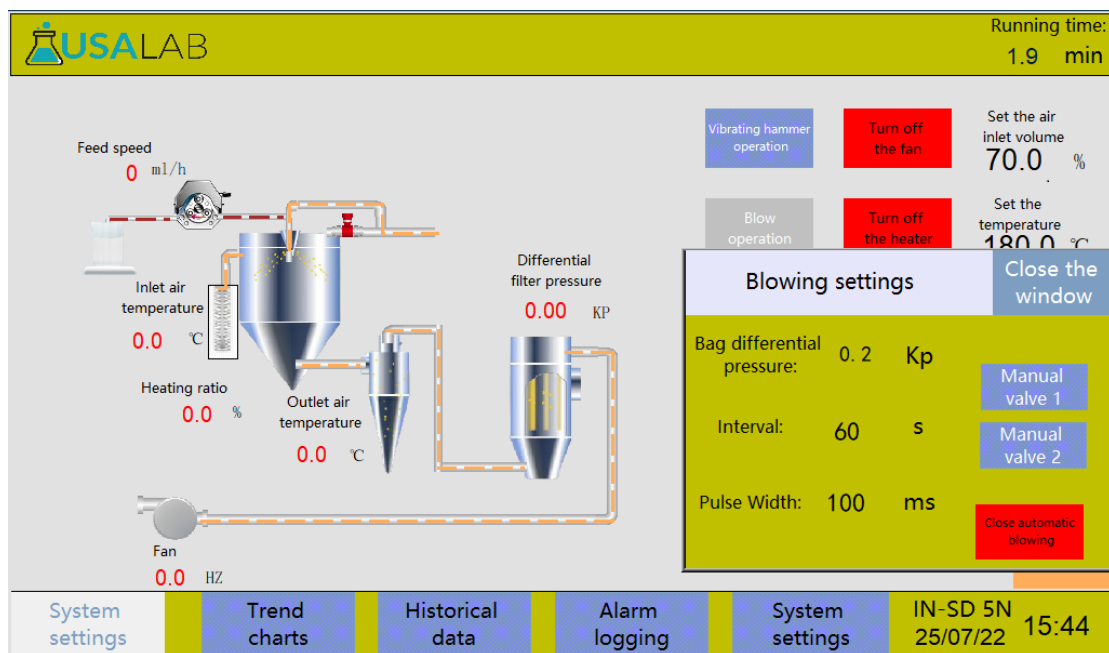 USALAB
Running time:
1.9 min
Feed speed
0 ml/h
Vibrating hammer
operation
Turn off
the fan
Set the air
inlet volume
70.0 %
Blow
operation
Turn off
the heater
Set the
temperature
180.0 ℃
Inlet air
temperature
0.0 ℃
Differential
filter pressure
0.00 KP
Heating ratio
0.0 %
Outlet air
temperature
0.0 ℃
Fan
0.0 HZ
Blowing settings
Close the
window
Bag differential
pressure:
0.2 Kp
Manual
valve 1
Interval:
60 s
Manual
valve 2
Pulse Width:
100 ms
Close automatic
blowing
System
settings
Trend
charts
Historical
data
Alarm
logging
System
settings
IN-SD 5N
25/07/22
15:44